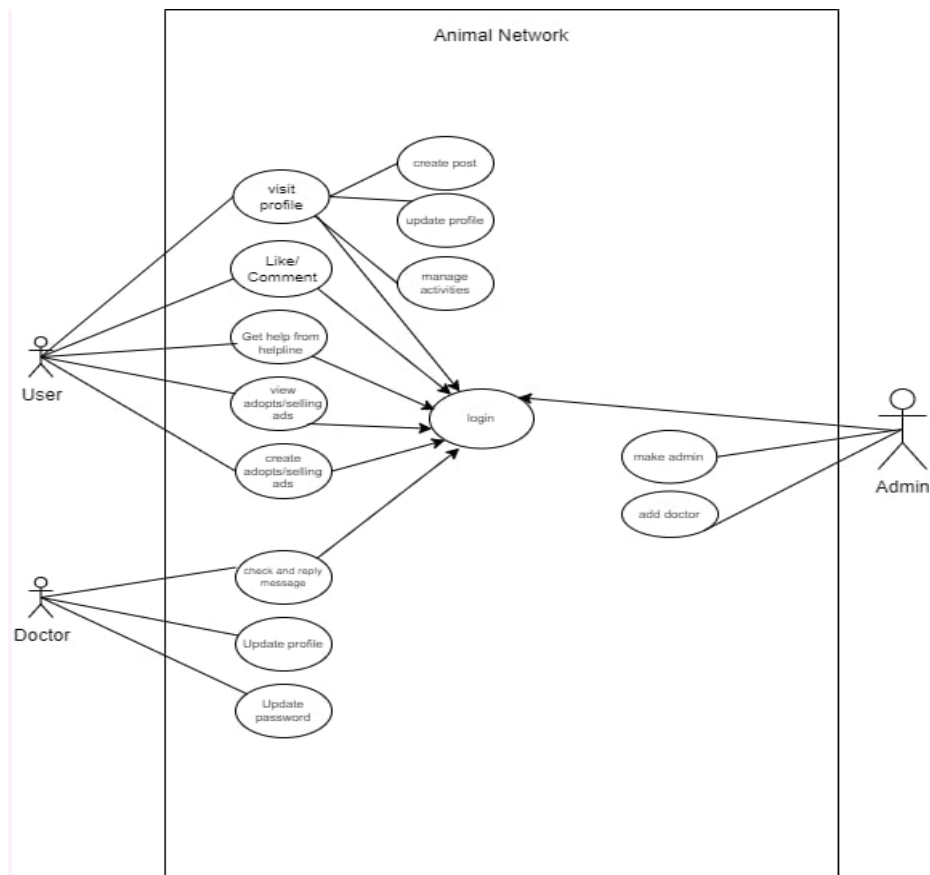 Animal Network
create post
visit
profile
update profile
Like/
Comment
manage
activities
Get help from
helpline
User
view
adopts/selling
ads
login
create
adopts/selling
ads
make admin
Admin
add doctor
check and reply
message
Doctor
Update profile
Update
password